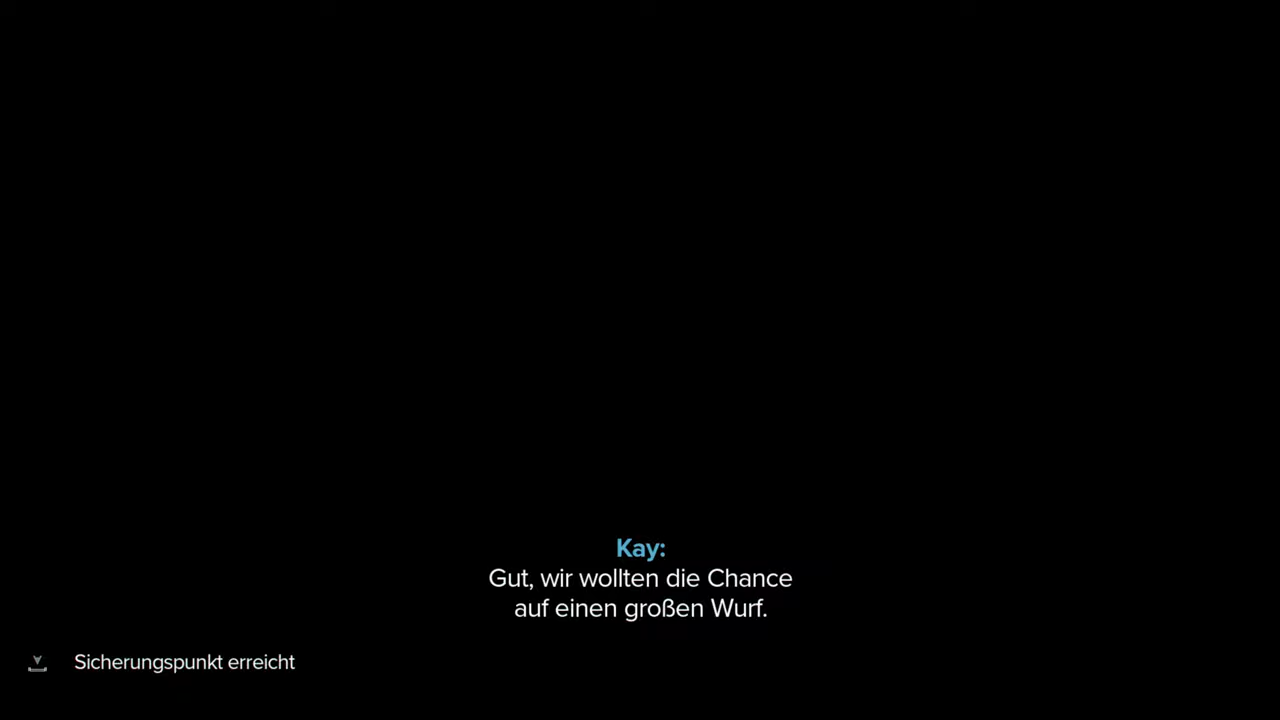 Kay:
Gut, wir wollten die Chance
auf einen großen Wurf.
Sicherungspunkt erreicht